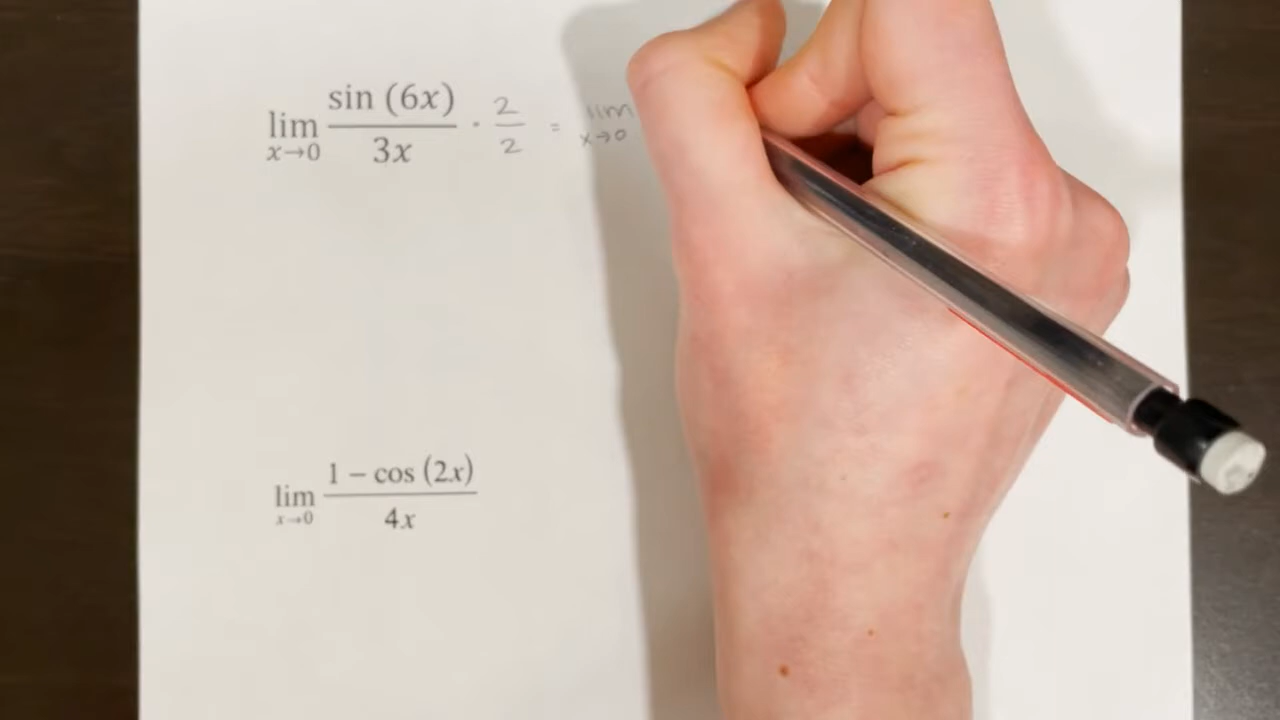 lim x→0 sin (6x)/3x · 2/2 = lim x→0
lim x→0 1 − cos (2x)/4x